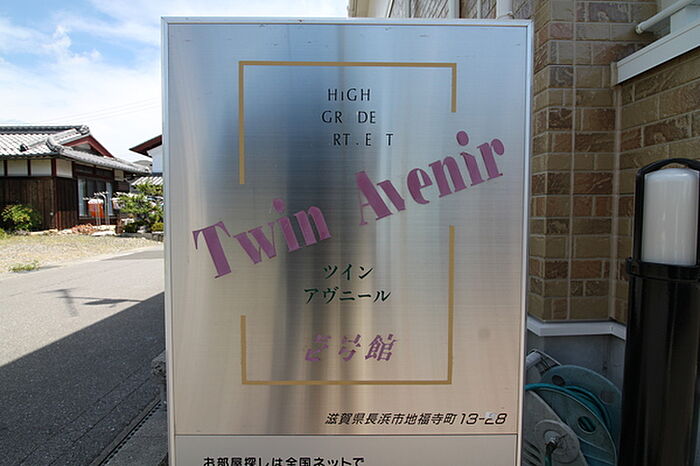 HiGH
GR DE
RT.E T
Twin Avenir
ツイン
アヴニール
壱号館
滋賀県長浜市地福寺町 13-28
お部屋探しは全国ネットで